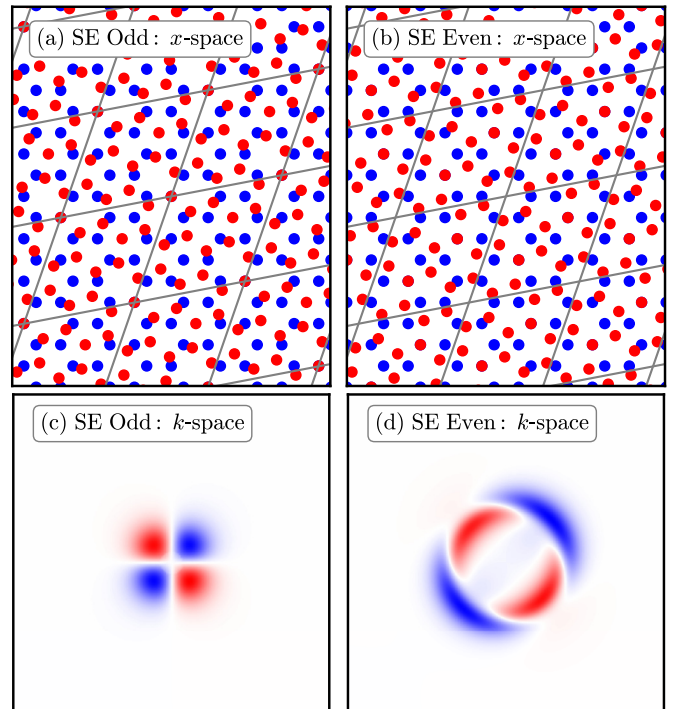 (a) SE Odd: x-space
(b) SE Even: x-space
(c) SE Odd: k-space
(d) SE Even: k-space